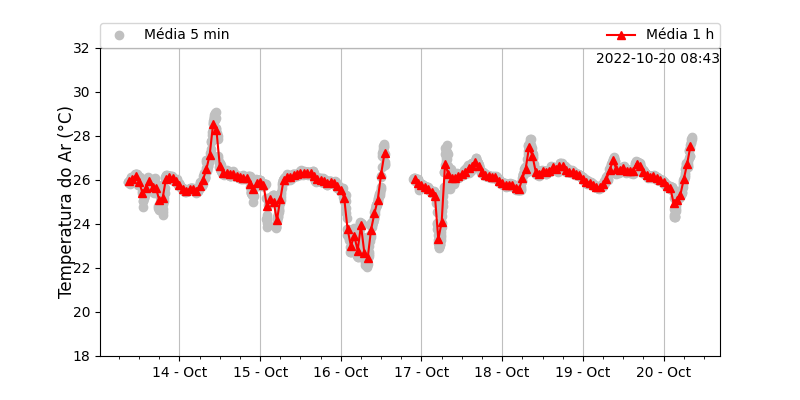 Média 5 min
Média 1 h
2022-10-20 08:43
Temperatura do Ar (°C)
32
30
28
26
24
22
20
18
14 - Oct
15 - Oct
16 - Oct
17 - Oct
18 - Oct
19 - Oct
20 - Oct